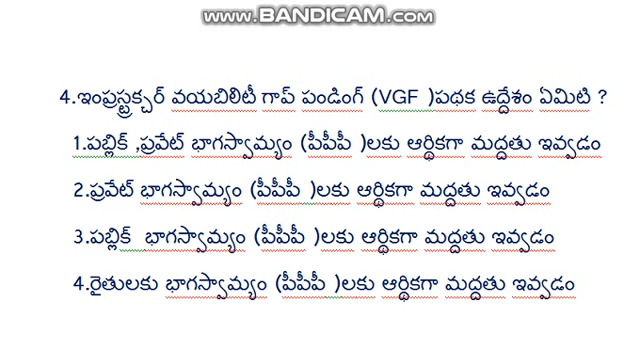 www.BANDICAM.com
4.ఇంప్రస్ట్రక్చర్ వయబిలిటీ గాప్ పండింగ్ (VGF )పథక ఉద్దేశం ఏమిటి ?
1.పబ్లిక్ ,ప్రవేట్ భాగస్వామ్యం (పీపీపీ )లకు ఆర్థికగా మద్దతు ఇవ్వడం
2.ప్రవేట్ భాగస్వామ్యం (పీపీపీ )లకు ఆర్థికగా మద్దతు ఇవ్వడం
3.పబ్లిక్ భాగస్వామ్యం (పీపీపీ )లకు ఆర్థికగా మద్దతు ఇవ్వడం
4.రైతులకు భాగస్వామ్యం (పీపీపీ )లకు ఆర్థికగా మద్దతు ఇవ్వడం